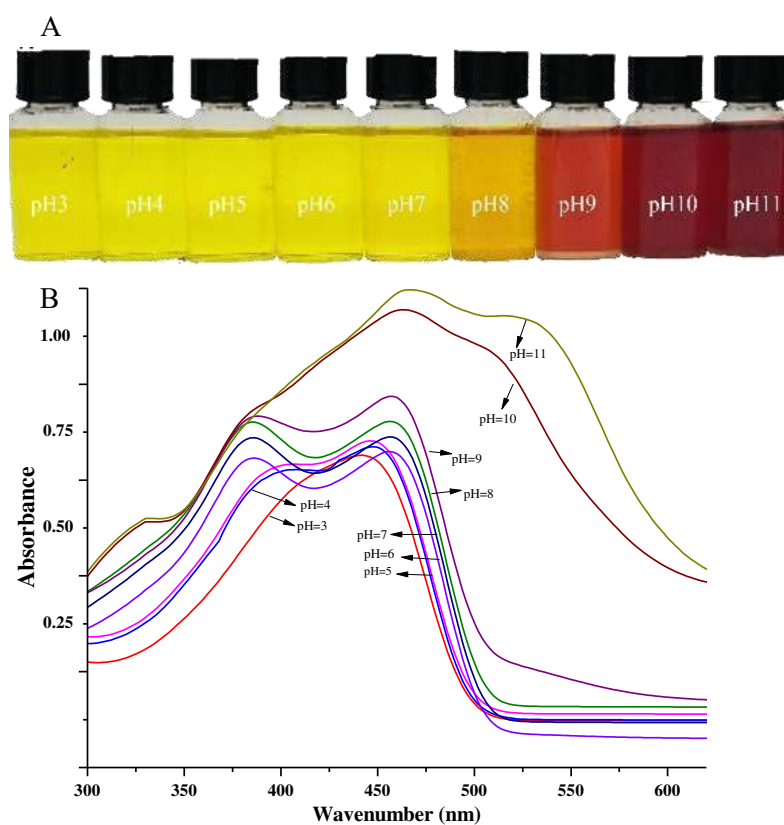 A
pH3 pH4 pH5 pH6 pH7 pH8 pH9 pH10 pH11
B
1.00
0.75
0.50
0.25
Absorbance
pH=11
pH=10
pH=9
pH=8
pH=4
pH=3
pH=7
pH=6
pH=5
300 350 400 450 500 550 600
Wavenumber (nm)